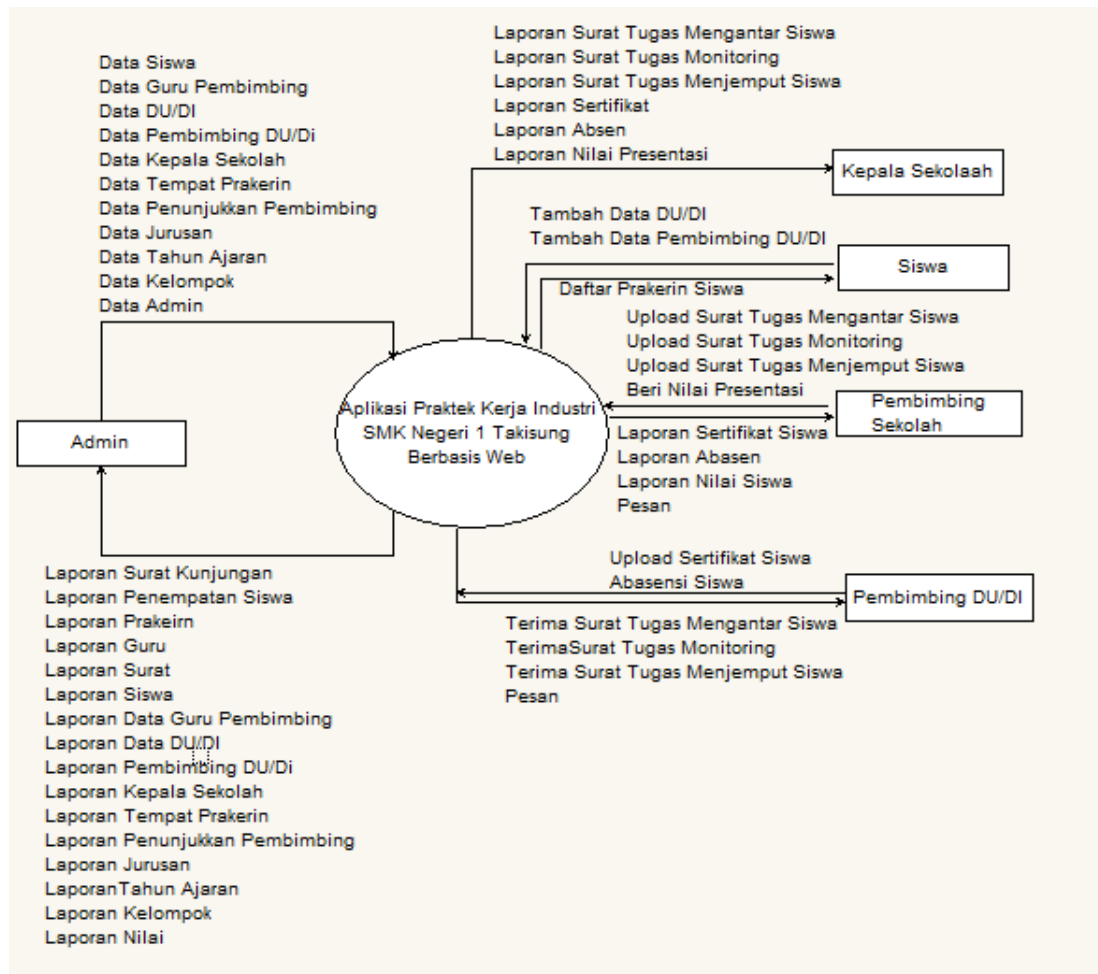 Laporan Surat Tugas Mengantar Siswa
Laporan Surat Tugas Monitoring
Laporan Surat Tugas Menjemput Siswa
Laporan Sertifikat
Laporan Absen
Laporan Nilai Presentasi
Data Siswa
Data Guru Pembimbing
Data DU/DI
Data Pembimbing DU/Di
Data Kepala Sekolah
Data Tempat Prakerin
Data Penunjukkan Pembimbing
Data Jurusan
Data Tahun Ajaran
Data Kelompok
Data Admin
Kepala Sekolaah
Tambah Data DU/DI
Tambah Data Pembimbing DU/DI
Siswa
Daftar Prakerin Siswa
Upload Surat Tugas Mengantar Siswa
Upload Surat Tugas Monitoring
Upload Surat Tugas Menjemput Siswa
Beri Nilai Presentasi
Pembimbing
Sekolah
Aplikasi Praktek Kerja Industri
SMK Negeri 1 Takisung
Berbasis Web
Admin
Laporan Sertifikat Siswa
Laporan Abasen
Laporan Nilai Siswa
Pesan
Upload Sertifikat Siswa
Abasensi Siswa
Pembimbing DU/DI
Terima Surat Tugas Mengantar Siswa
TerimaSurat Tugas Monitoring
Terima Surat Tugas Menjemput Siswa
Pesan
Laporan Surat Kunjungan
Laporan Penempatan Siswa
Laporan Prakeirn
Laporan Guru
Laporan Surat
Laporan Siswa
Laporan Data Guru Pembimbing
Laporan Data DU/DI
Laporan Pembimbing DU/Di
Laporan Kepala Sekolah
Laporan Tempat Prakerin
Laporan Penunjukkan Pembimbing
Laporan Jurusan
LaporanTahun Ajaran
Laporan Kelompok
Laporan Nilai